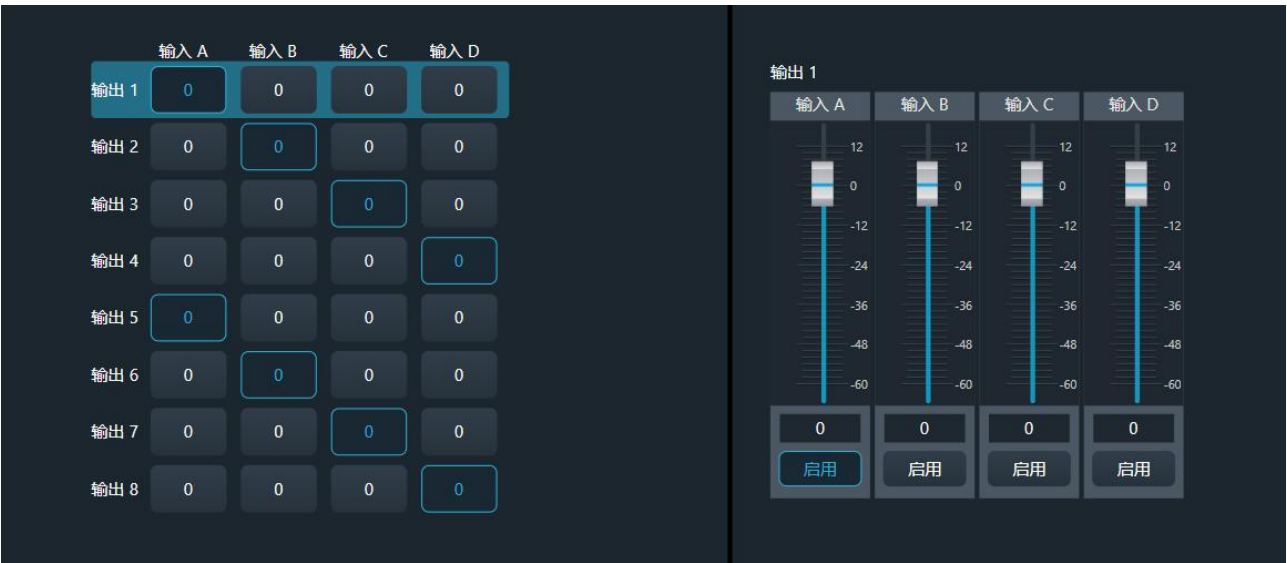 输入 A 输入 B 输入 C 输入 D
输出 1 0 0 0 0
输出 2 0 0 0 0
输出 3 0 0 0 0
输出 4 0 0 0 0
输出 5 0 0 0 0
输出 6 0 0 0 0
输出 7 0 0 0 0
输出 8 0 0 0 0
输出 1
输入 A 输入 B 输入 C 输入 D
12 12 12 12
0 0 0 0
-12 -12 -12 -12
-24 -24 -24 -24
-36 -36 -36 -36
-48 -48 -48 -48
-60 -60 -60 -60
0 0 0 0
启用 启用 启用 启用